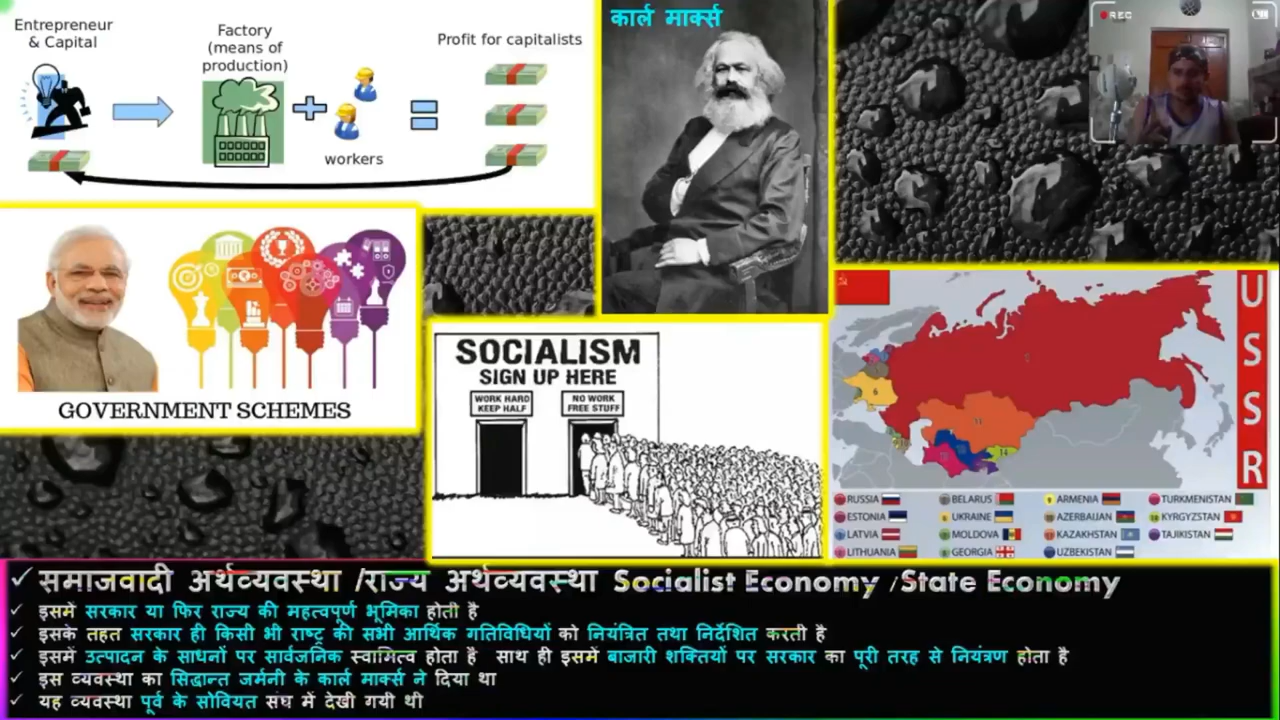 Entrepreneur
& Capital
Factory
(means of
production)
workers
Profit for capitalists
कार्ल मार्क्स
REC
GOVERNMENT SCHEMES
SOCIALISM
SIGN UP HERE
WORK HARD
KEEP HALF
NO WORK
FREE STUFF
USSR
6
14
RUSSIA
BELARUS
ARMENIA
TURKMENISTAN
ESTONIA
UKRAINE
AZERBAIJAN
KYRGYZSTAN
LATVIA
MOLDOVA
KAZAKHSTAN
TAJIKISTAN
LITHUANIA
GEORGIA
UZBEKISTAN
समाजवादी अर्थव्यवस्था /राज्य अर्थव्यवस्था Socialist Economy /State Economy
इसमें सरकार या फिर राज्य की महत्वपूर्ण भूमिका होती है
इसके तहत सरकार ही किसी भी राष्ट्र की सभी आर्थिक गतिविधियों को नियंत्रित तथा निर्देशित करती है
इसमें उत्पादन के साधनों पर सार्वजनिक स्वामित्व होता है साथ ही इसमें बाजारी शक्तियों पर सरकार का पूरी तरह से नियंत्रण होता है
इस व्यवस्था का सिद्धान्त जर्मनी के कार्ल मार्क्स ने दिया था
यह व्यवस्था पूर्व के सोवियत संघ में देखी गयी थी